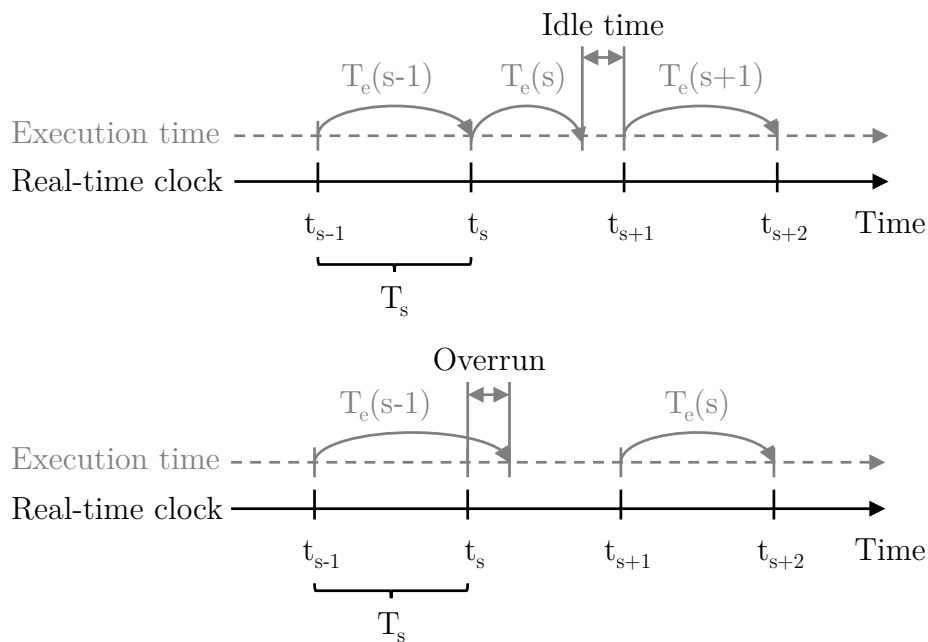 Idle time
Tₑ(s-1) Tₑ(s) Tₑ(s+1)
Execution time
Real-time clock
tₛ₋₁ tₛ tₛ₊₁ tₛ₊₂ Time
Tₛ
Overrun
Tₑ(s-1) Tₑ(s)
Execution time
Real-time clock
tₛ₋₁ tₛ tₛ₊₁ tₛ₊₂ Time
Tₛ